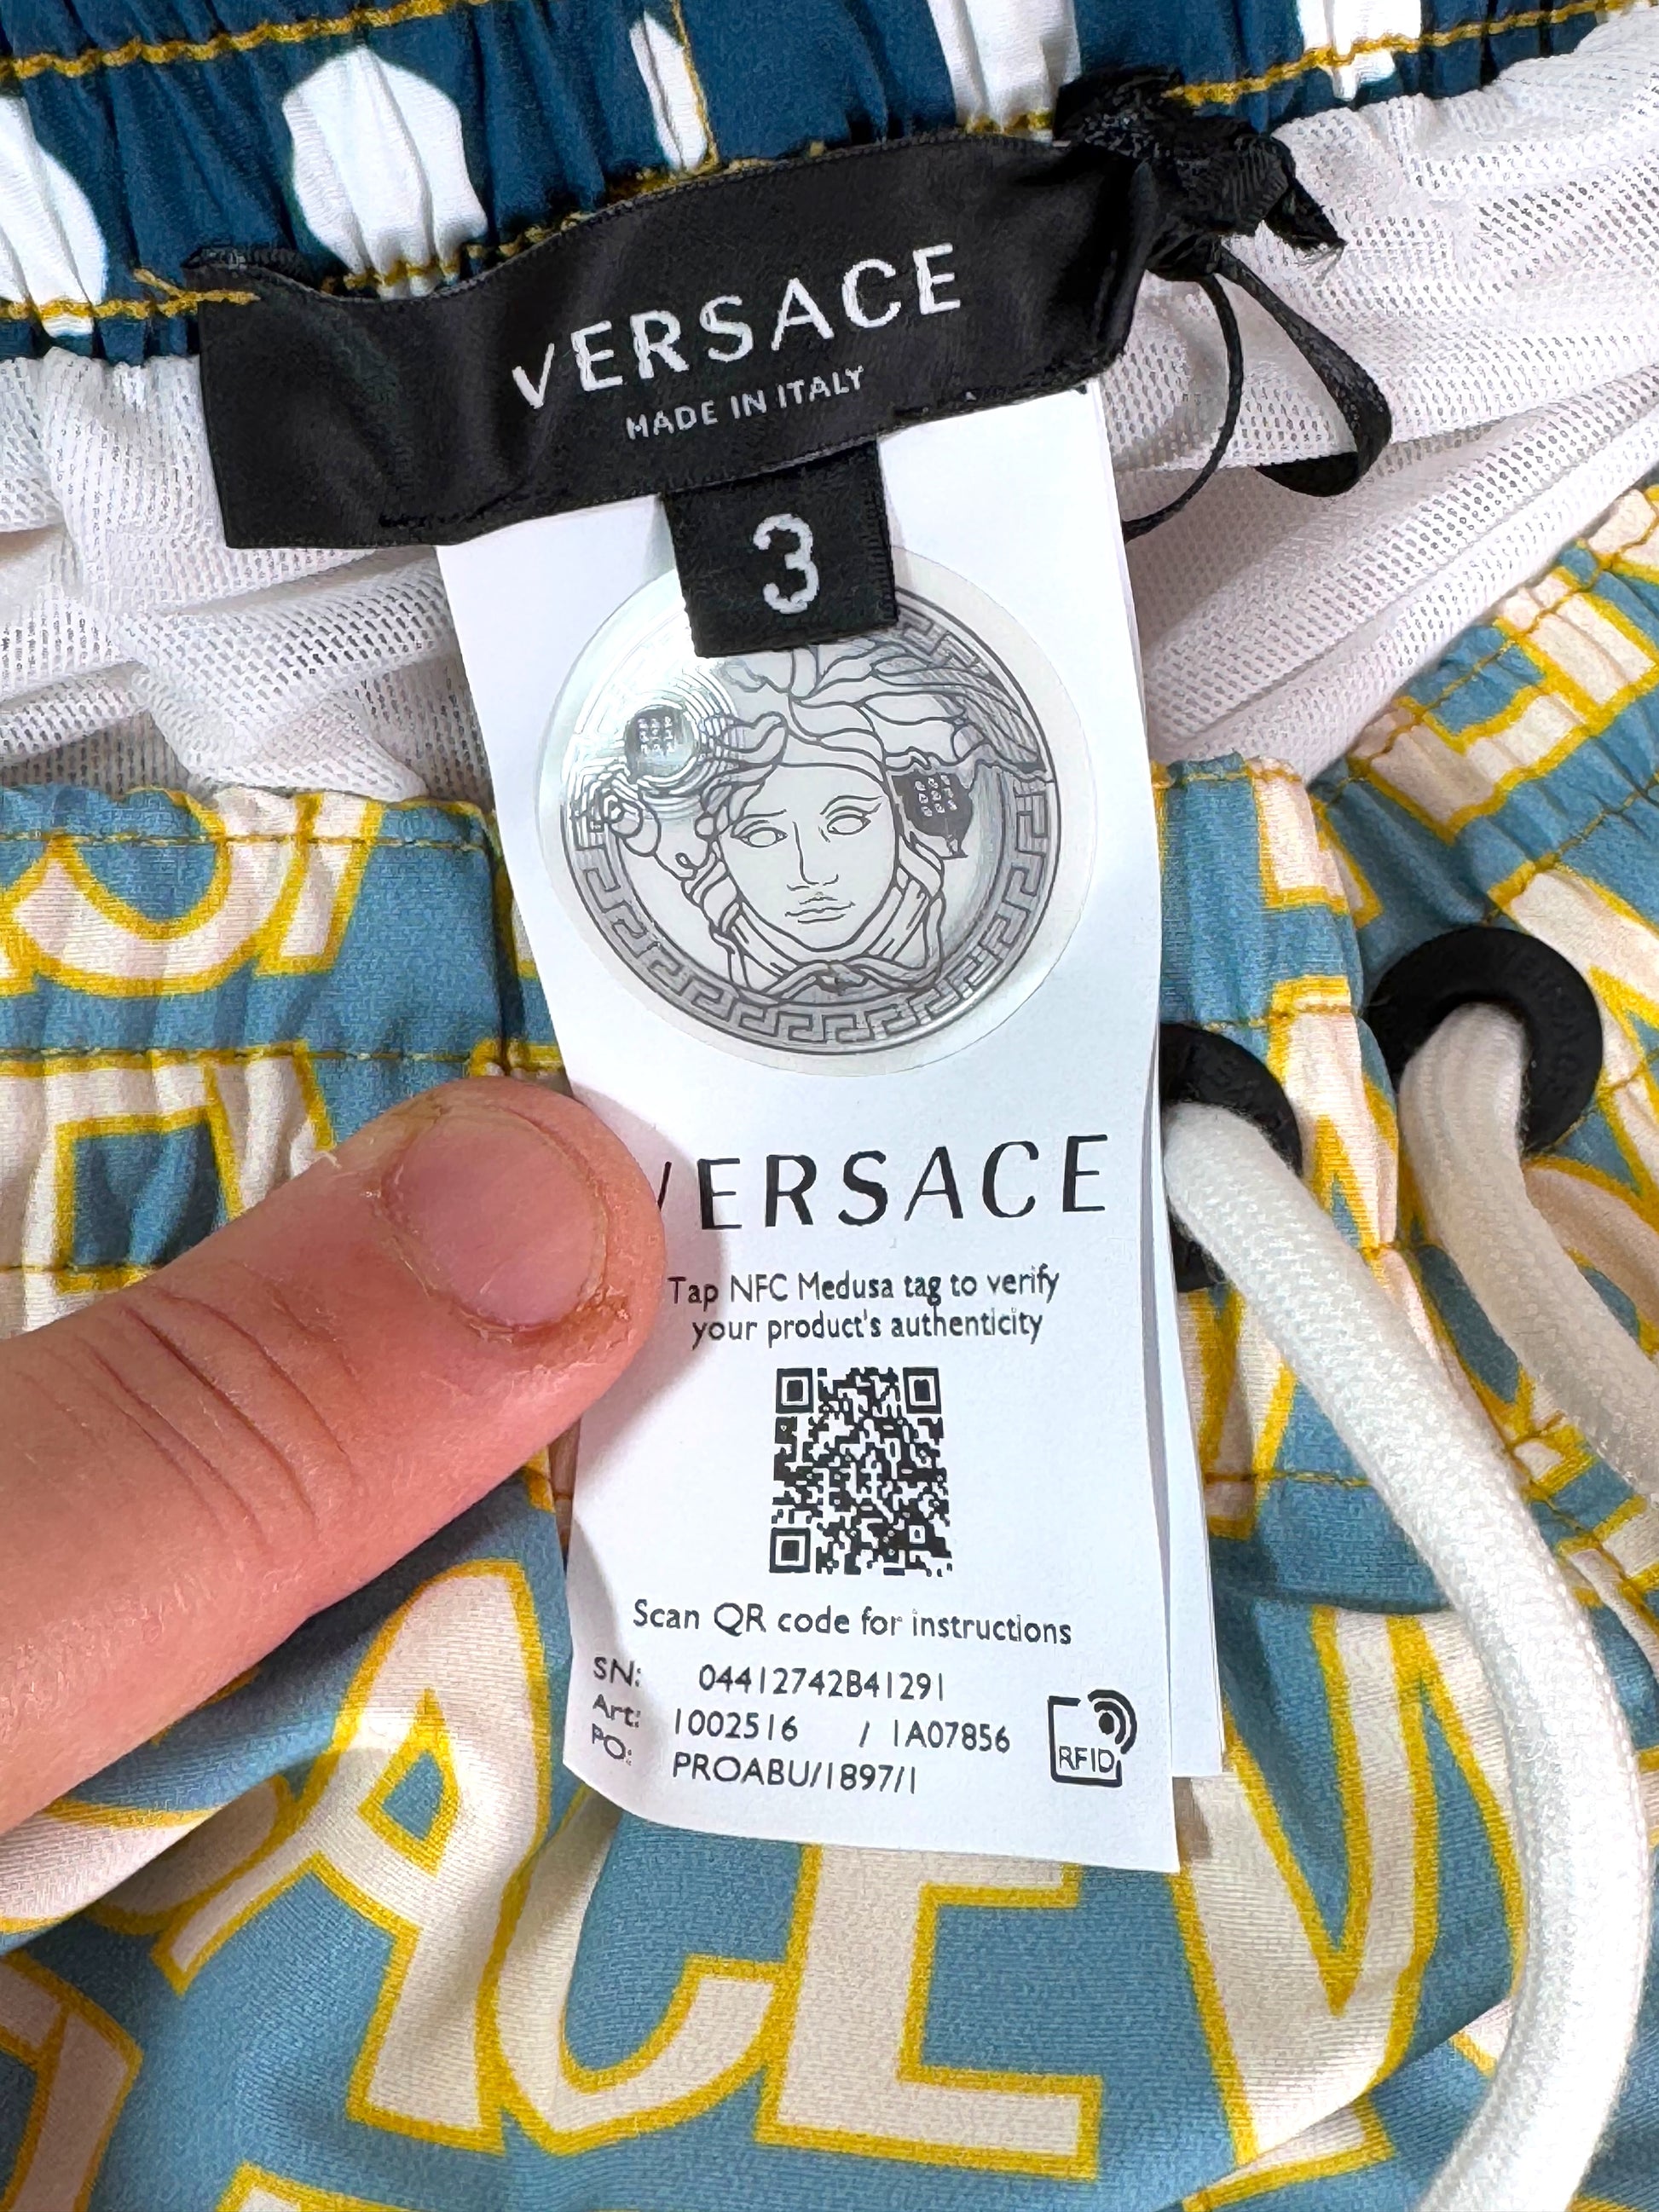 VERSACE
MADE IN ITALY
3
VERSACE
Tap NFC Medusa tag to verify
your product's authenticity
Scan QR code for instructions
SN: 04412742B41291
Art: 1002516 / 1A07856
PO: PROABU/1897/1
RFID
ACE V